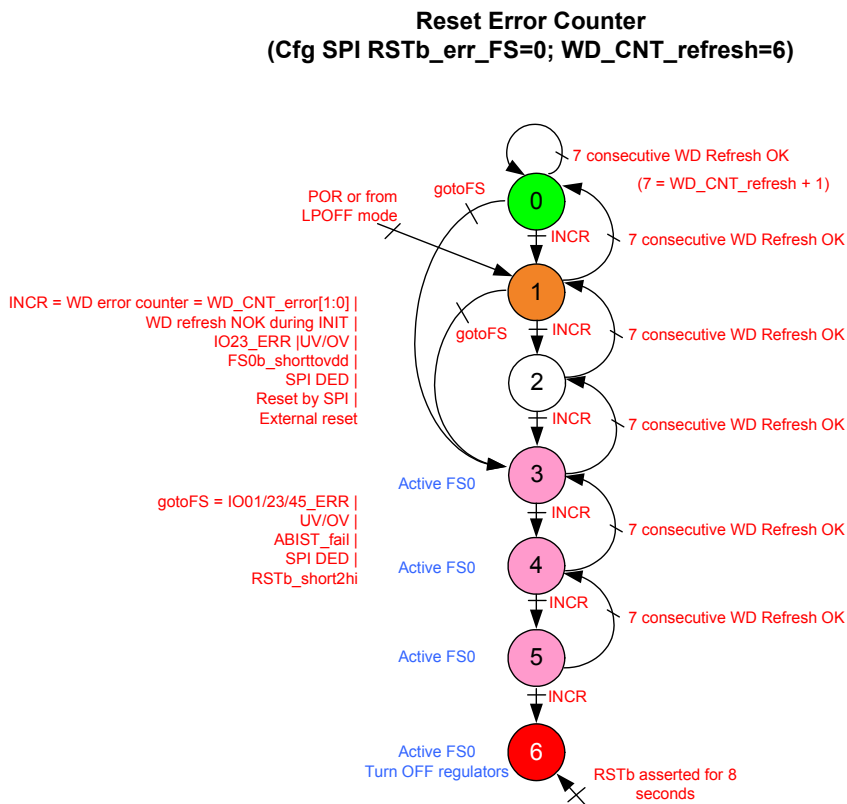 Reset Error Counter
(Cfg SPI RSTb_err_FS=0; WD_CNT_refresh=6)
7 consecutive WD Refresh OK
(7 = WD_CNT_refresh + 1)
gotoFS
0
POR or from
LPOFF mode
INCR
7 consecutive WD Refresh OK
1
INCR = WD error counter = WD_CNT_error[1:0] |
WD refresh NOK during INIT |
IO23_ERR |UV/OV |
FS0b_shorttovdd |
SPI DED |
Reset by SPI |
External reset
gotoFS
INCR
7 consecutive WD Refresh OK
2
INCR
7 consecutive WD Refresh OK
3
Active FS0
INCR
7 consecutive WD Refresh OK
gotoFS = IO01/23/45_ERR |
UV/OV |
ABIST_fail |
SPI DED |
RSTb_short2hi
4
Active FS0
INCR
7 consecutive WD Refresh OK
5
Active FS0
INCR
6
Active FS0
Turn OFF regulators
RSTb asserted for 8
seconds